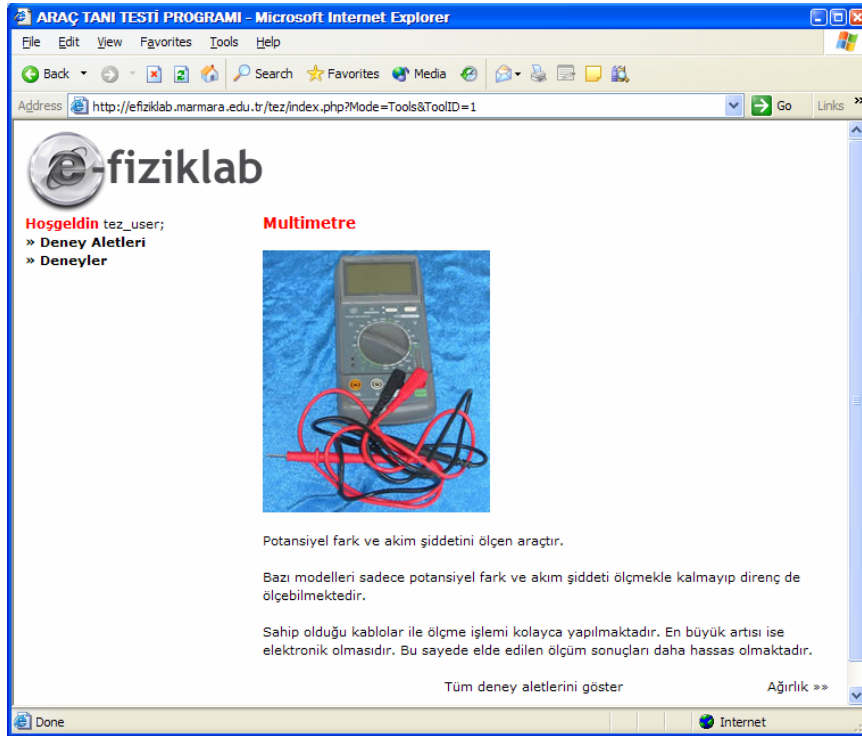 ARAÇ TANI TESTİ PROGRAMI - Microsoft Internet Explorer
File Edit View Favorites Tools Help
Back Search Favorites Media
Address http://efiziklab.marmara.edu.tr/tez/index.php?Mode=Tools&ToolID=1 Go Links »
e-fiziklab
Hoşgeldin tez_user;
» Deney Aletleri
» Deneyler
Multimetre
Potansiyel fark ve akim şiddetini ölçen araçtır.
Bazı modelleri sadece potansiyel fark ve akım şiddeti ölçmekle kalmayıp direnç de
ölçebilmektedir.
Sahip olduğu kablolar ile ölçme işlemi kolayca yapılmaktadır. En büyük artısı ise
elektronik olmasıdır. Bu sayede elde edilen ölçüm sonuçları daha hassas olmaktadır.
Tüm deney aletlerini göster Ağırlık »»
Done Internet